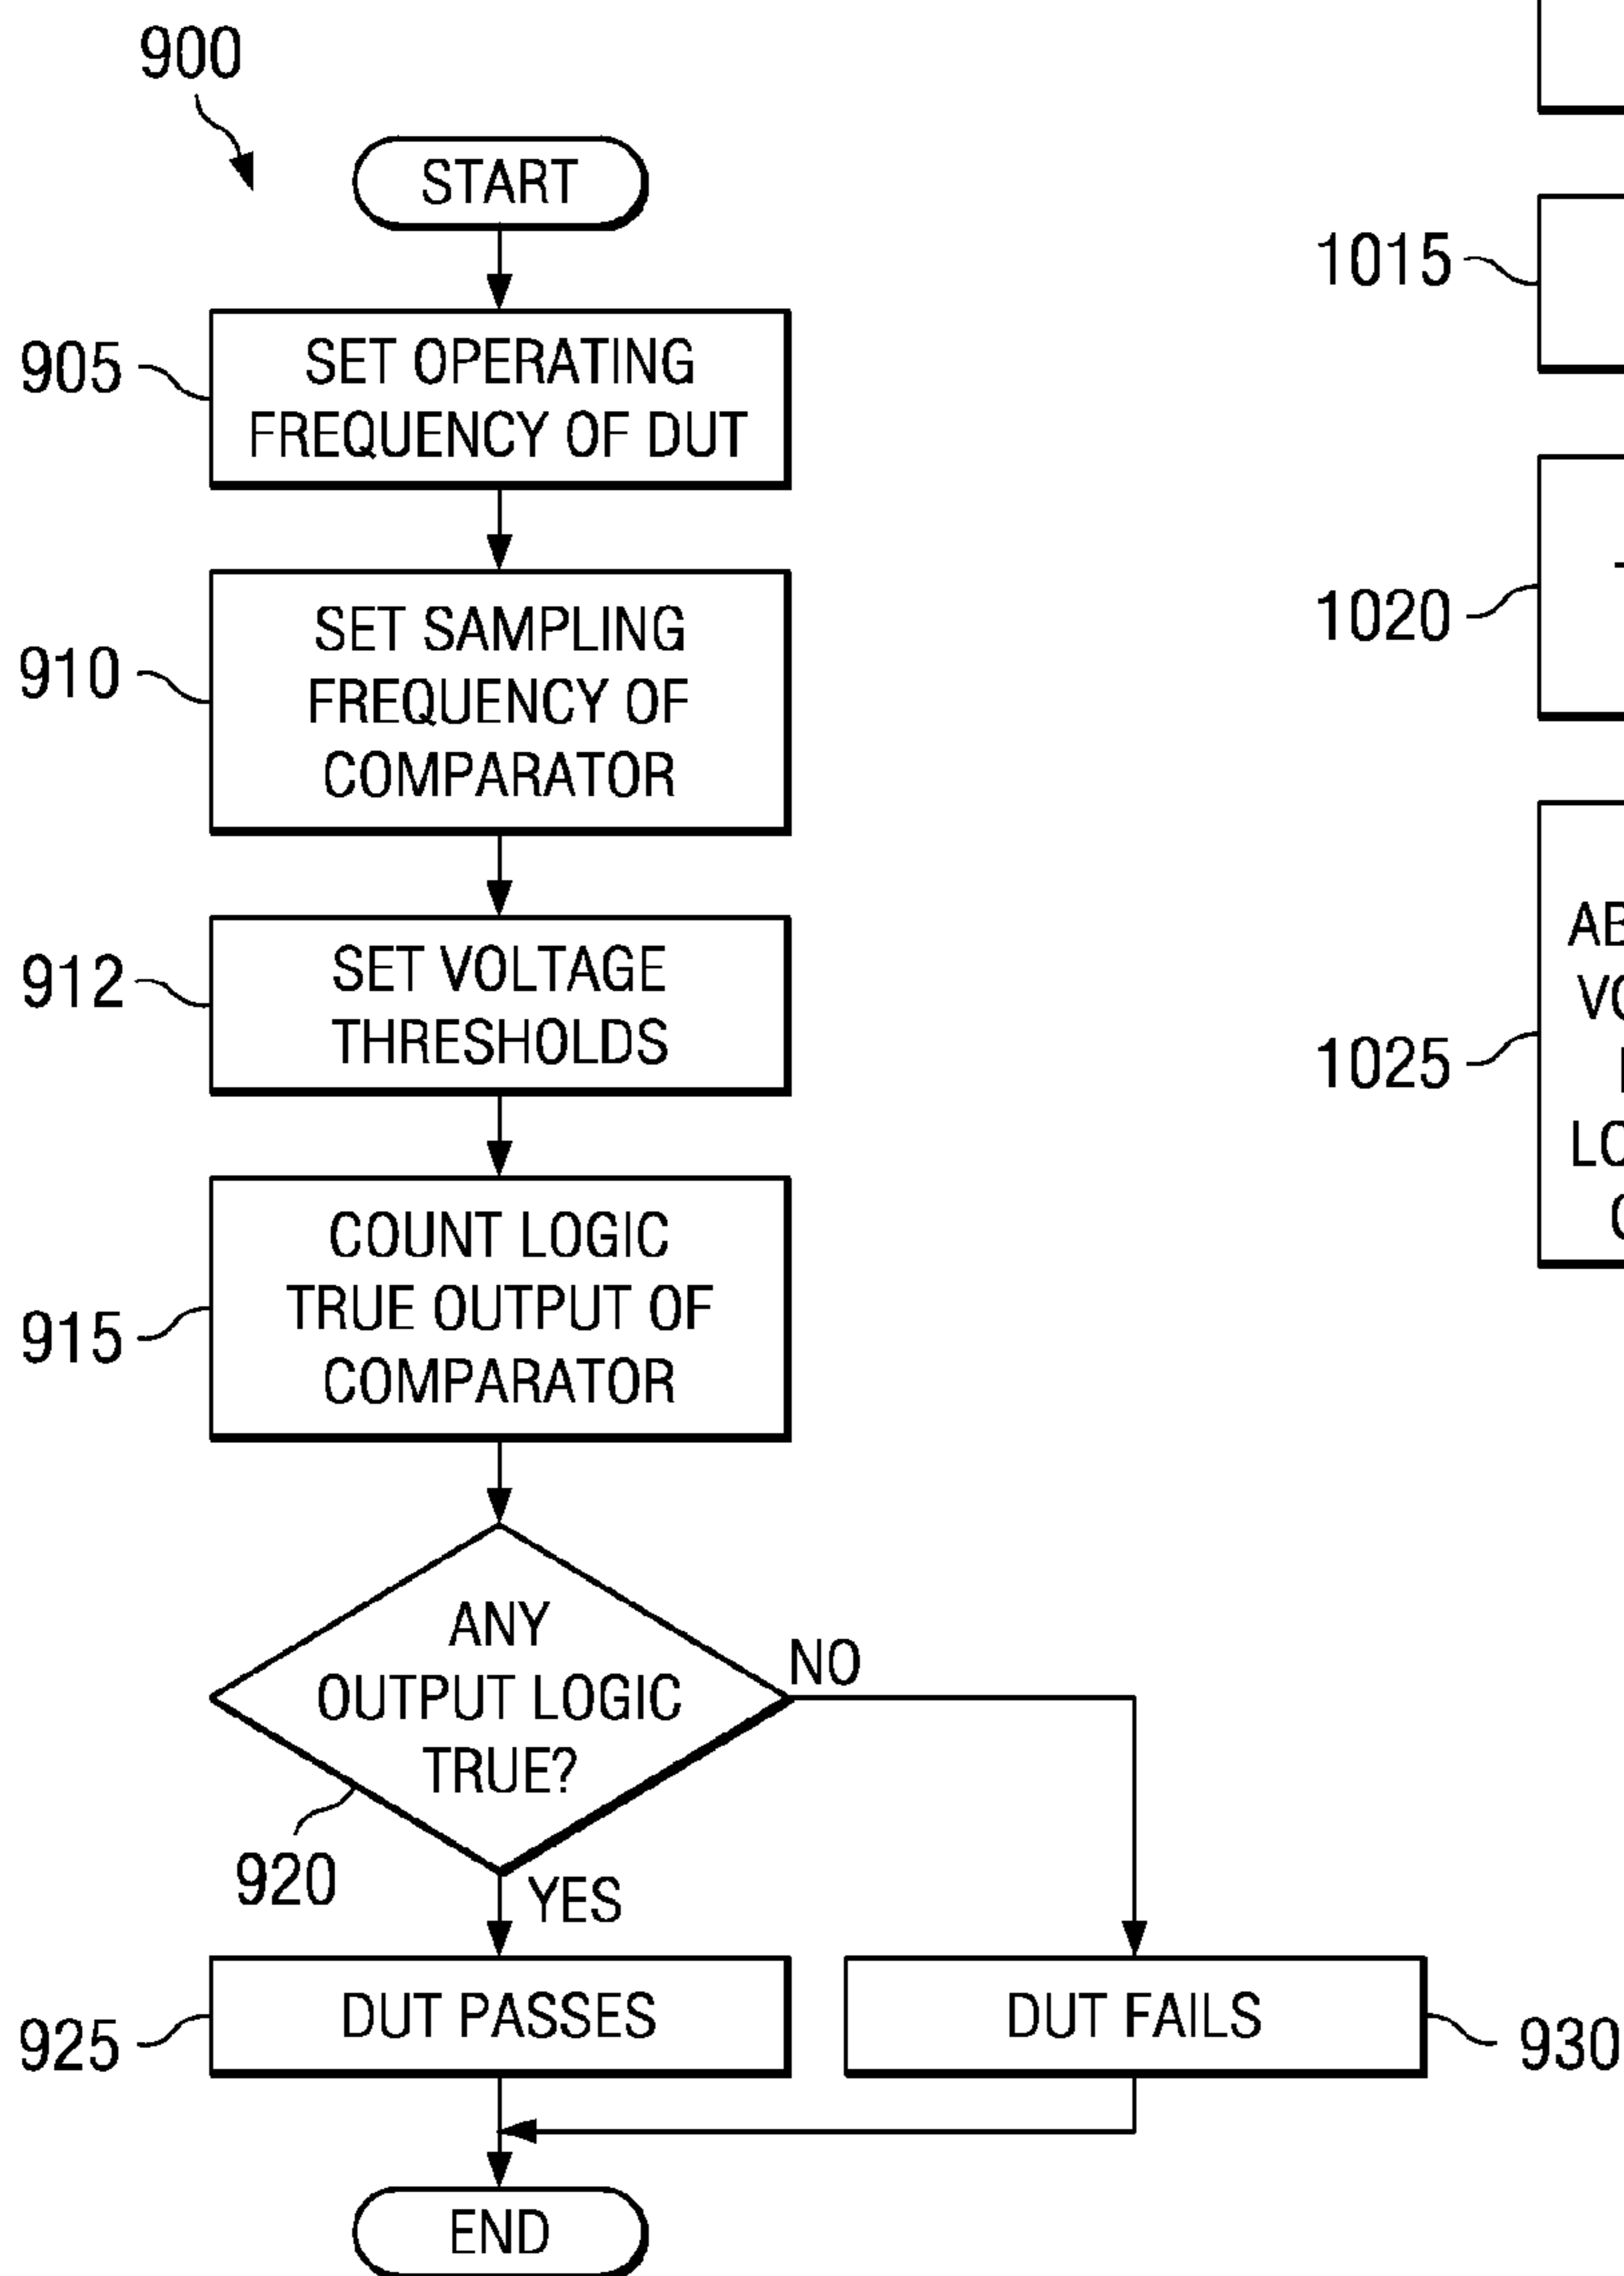 900
START
905
SET OPERATING
FREQUENCY OF DUT
910
SET SAMPLING
FREQUENCY OF
COMPARATOR
912
SET VOLTAGE
THRESHOLDS
915
COUNT LOGIC
TRUE OUTPUT OF
COMPARATOR
ANY
OUTPUT LOGIC
TRUE?
NO
920
YES
925
DUT PASSES
DUT FAILS
930
END
1015
1020
1025